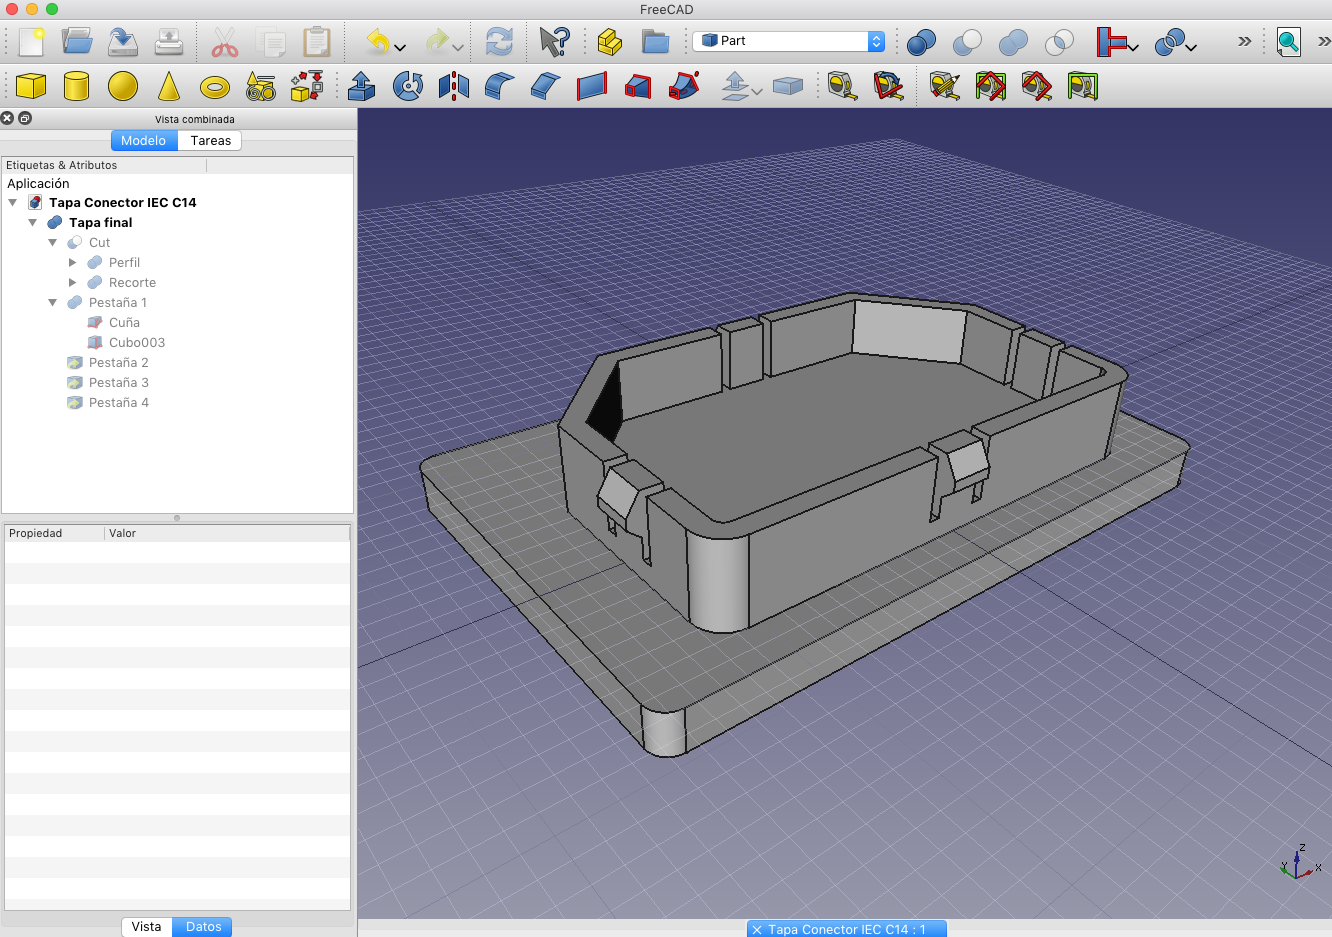 FreeCAD
Part
Vista combinada
Modelo
Tareas
Etiquetas & Atributos
Aplicación
Tapa Conector IEC C14
Tapa final
Cut
Perfil
Recorte
Pestaña 1
Cuña
Cubo003
Pestaña 2
Pestaña 3
Pestaña 4
Propiedad
Valor
Z
Y
X
Vista
Datos
Tapa Conector IEC C14 : 1